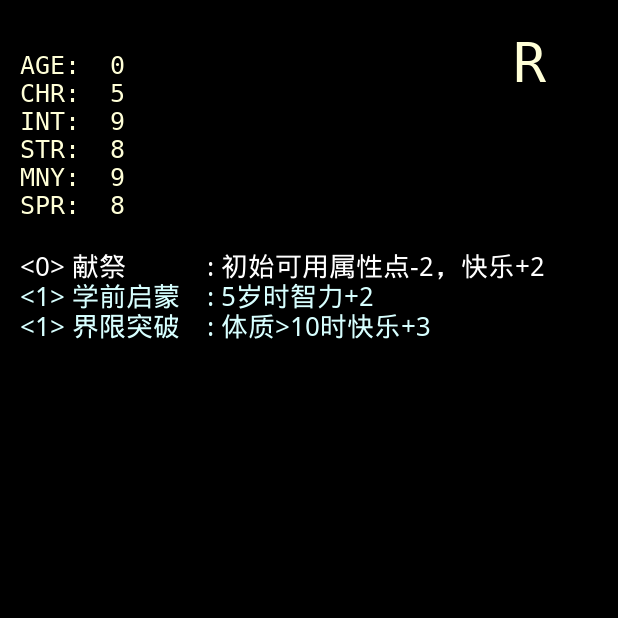 R
AGE: 0
CHR: 5
INT: 9
STR: 8
MNY: 9
SPR: 8
<0> 献祭 : 初始可用属性点-2，快乐+2
<1> 学前启蒙 : 5岁时智力+2
<1> 界限突破 : 体质>10时快乐+3